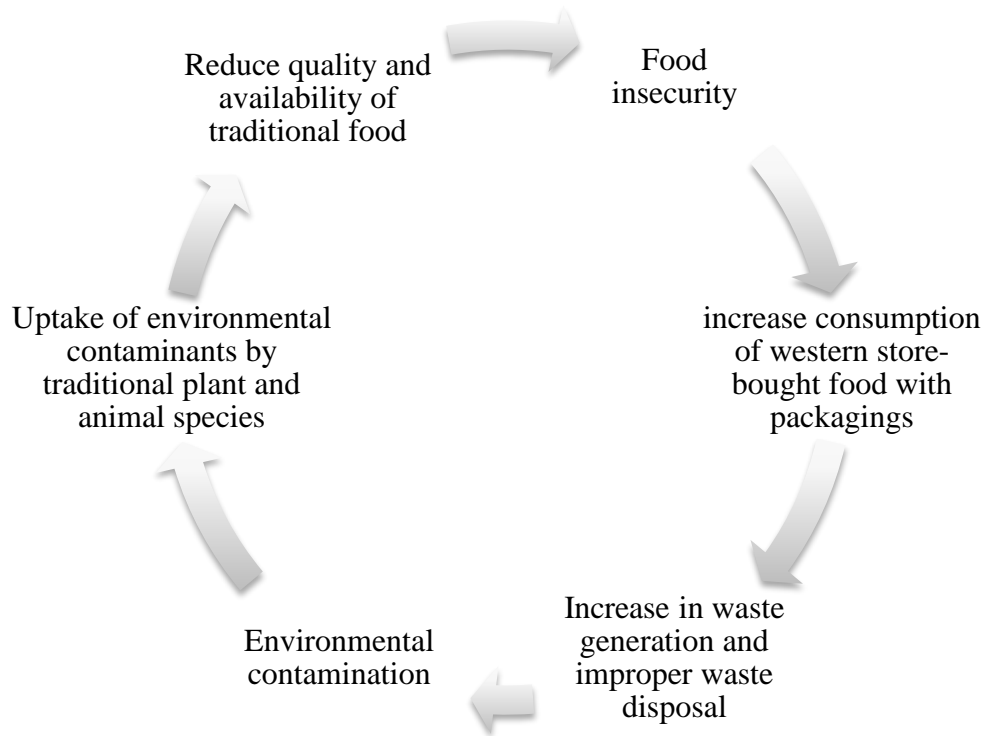 Reduce quality and
availability of
traditional food
Food
insecurity
increase consumption
of western store-
bought food with
packagings
Increase in waste
generation and
improper waste
disposal
Environmental
contamination
Uptake of environmental
contaminants by
traditional plant and
animal species